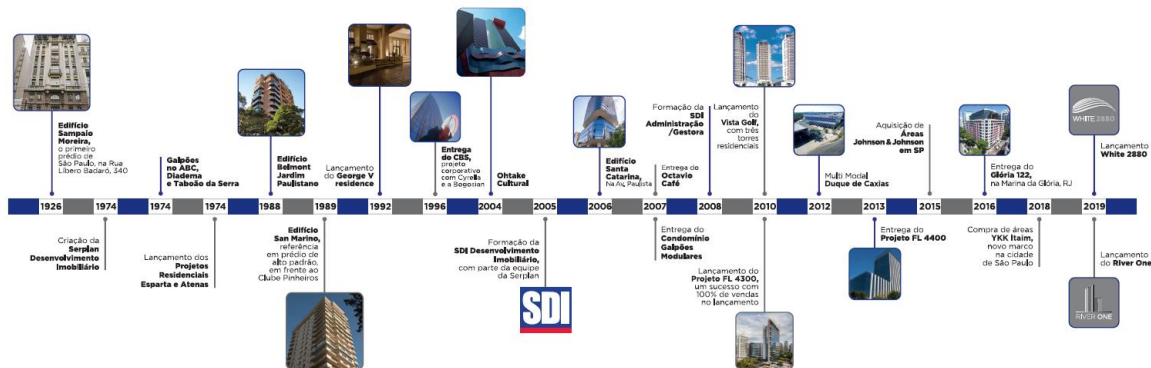 Edifício
Sampaio
Moreira,
o primeiro
prédio de
São Paulo, na Rua
Líbero Badaró, 340
Galpões
no ABC,
Diadema
e Taboão da Serra
Edifício
Belmont
Jardim
Paulistano
Lançamento
do George V
residence
Entrega
do CBS,
projeto
corporativo
com Cyrella
e a Bogosian
Ohtake
Cultural
Edifício
Santa
Catarina,
Na Av. Paulista
Formação da
SDI
Administração
/Gestora
Entrega do
Octavio
Café
Lançamento
do
Vista Golf,
com três
torres
residenciais
Multi Modal
Duque de Caxias
Aquisição de
Áreas
Johnson & Johnson
em SP
Entrega do
Glória 122,
na Marina da Glória, RJ
WHITE 2880
Lançamento
White 2880
1926 1974 1974 1974 1988 1989 1992 1996 2004 2005 2006 2007 2008 2010 2012 2013 2015 2016 2018 2019
Criação da
Serplan
Desenvolvimento
Imobiliário
Lançamento dos
Projetos
Residenciais
Esparta e Atenas
Edifício
San Marino,
referência
em prédio de
alto padrão,
em frente ao
Clube Pinheiros
Formação da
SDI Desenvolvimento
Imobiliário,
com parte da equipe
da Serplan
SDI
Entrega do
Condomínio
Galpões
Modulares
Lançamento do
Projeto FL 4300,
um sucesso com
100% de vendas
no lançamento
Entrega do
Projeto FL 4400
Compra de áreas
YKK Itaim,
novo marco
na cidade
de São Paulo
Lançamento
do River One
RIVER ONE